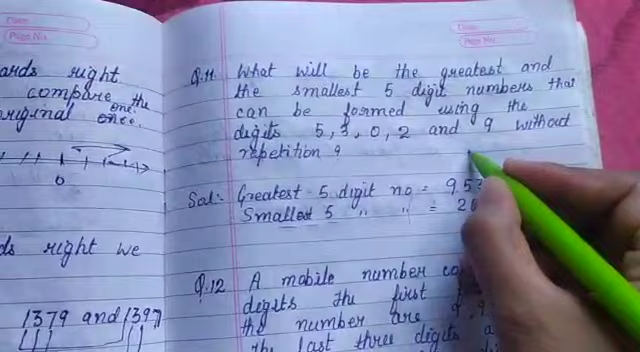 Date:
Page No:
ards right
compare the
one.
original once.
0
ds right we
1379 and 1397
Date:
Page No:
Q.11 What will be the greatest and
the smallest 5 digit numbers that
can be formed using the
digits 5, 3, 0, 2 and 9 without
repetition ?
Sol: Greatest 5 digit no = 953
Smallest 5 " " = 20
Q.12 A mobile number
digits the first
the number are 9, 9
The last three digits